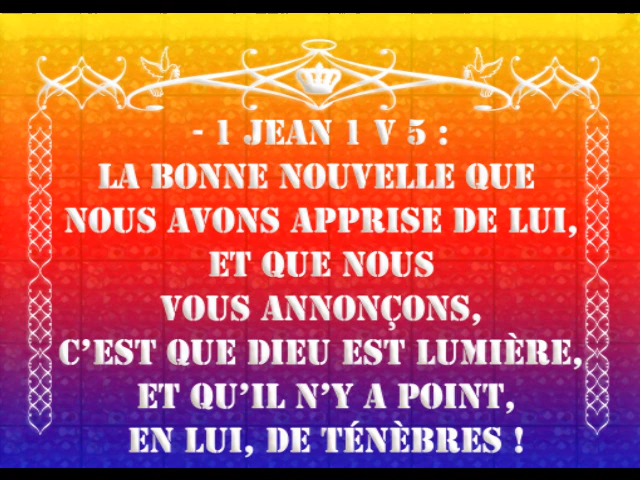 - 1 JEAN 1 V 5 :
LA BONNE NOUVELLE QUE
NOUS AVONS APPRISE DE LUI,
ET QUE NOUS
VOUS ANNONÇONS,
C'EST QUE DIEU EST LUMIÈRE,
ET QU'IL N'Y A POINT,
EN LUI, DE TÉNÈBRES !